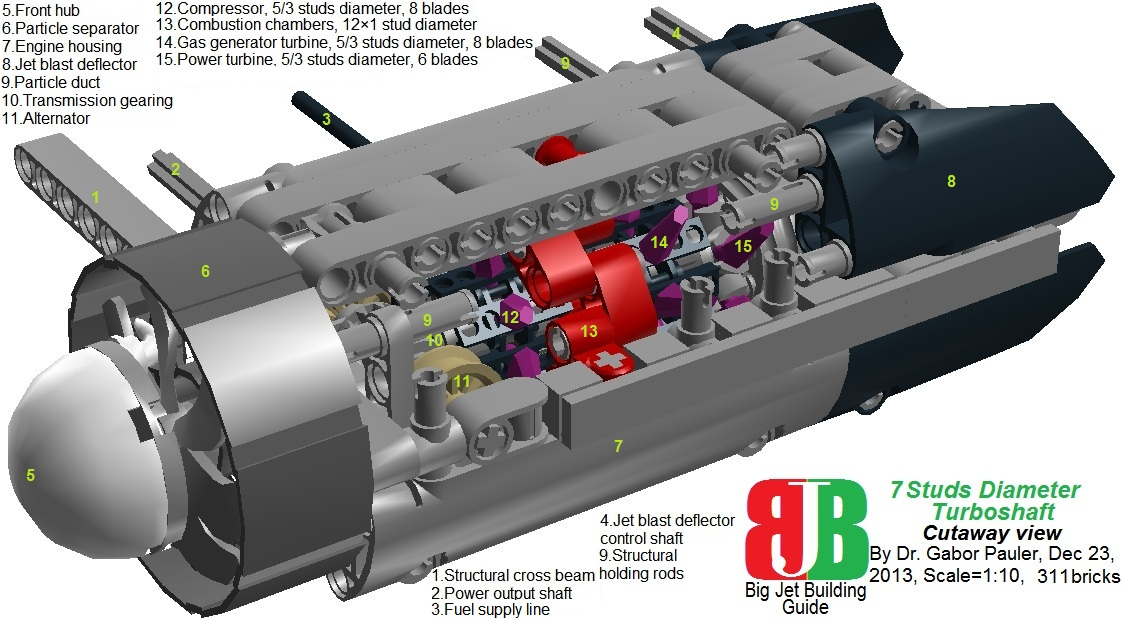 5.Front hub
6.Particle separator
7.Engine housing
8.Jet blast deflector
9.Particle duct
10.Transmission gearing
11.Alternator
12.Compressor, 5/3 studs diameter, 8 blades
13.Combustion chambers, 12×1 stud diameter
14.Gas generator turbine, 5/3 studs diameter, 8 blades
15.Power turbine, 5/3 studs diameter, 6 blades
4
9
3
2
1
8
9
14
15
6
12
9
13
10
11
5
7
4.Jet blast deflector
control shaft
9.Structural
holding rods
1.Structural cross beam
2.Power output shaft
3.Fuel supply line
BJB
Big Jet Building
Guide
7 Studs Diameter
Turboshaft
Cutaway view
By Dr. Gabor Pauler, Dec 23,
2013, Scale=1:10, 311bricks